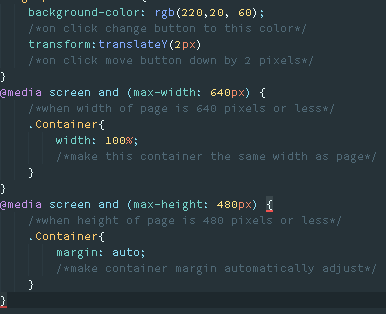 background-color: rgb(220,20, 60);
/*on click change button to this color*/
transform:translateY(2px)
/*on click move button down by 2 pixels*/
}
@media screen and (max-width: 640px) {
/*when width of page is 640 pixels or less*/
.Container{
width: 100%;
/*make this container the same width as page*/
}
}
@media screen and (max-height: 480px) {
/*when height of page is 480 pixels or less*/
.Container{
margin: auto;
/*make container margin automatically adjust*/
}
}